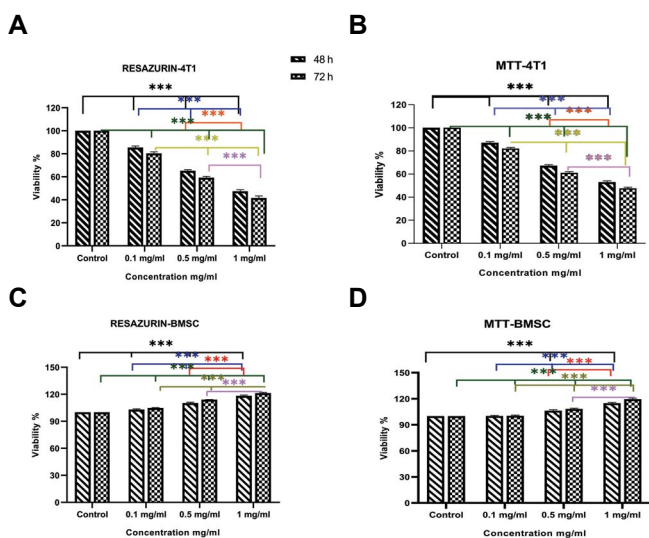 A
RESAZURIN-4T1
48 h
72 h
***
***
***
***
***
***
120
100
80
60
40
20
0
Viability %
Control
0.1 mg/ml
0.5 mg/ml
1 mg/ml
Concentration mg/ml
B
MTT-4T1
***
***
***
***
***
***
120
100
80
60
40
20
0
Viability %
Control
0.1 mg/ml
0.5 mg/ml
1 mg/ml
Concentration mg/ml
C
RESAZURIN-BMSC
***
***
***
***
***
***
150
120
90
60
30
0
Viability %
Control
0.1 mg/ml
0.5 mg/ml
1 mg/ml
Concentration mg/ml
D
MTT-BMSC
***
***
***
***
***
***
150
120
90
60
30
0
Viability %
Control
0.1 mg/ml
0.5 mg/ml
1 mg/ml
Concentration mg/ml